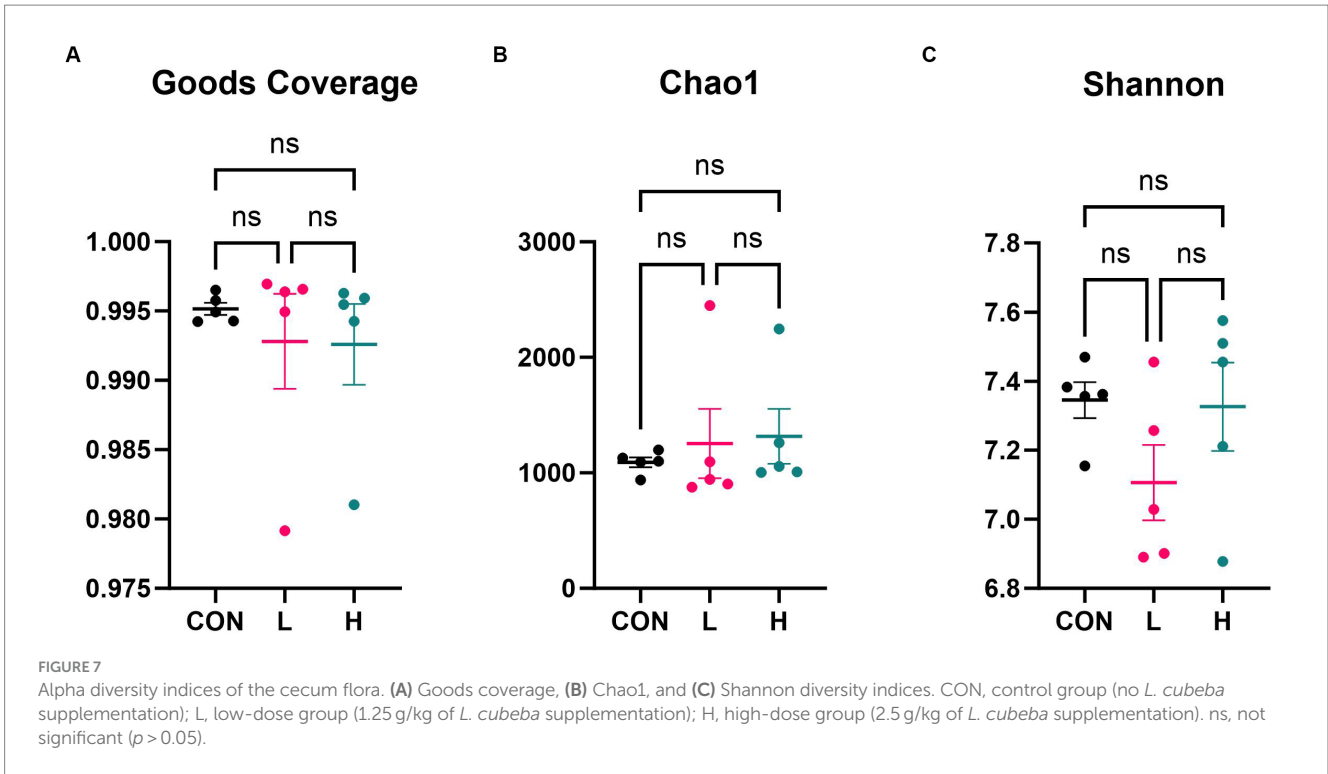 A
Goods Coverage
ns
ns
ns
1.000
0.995
0.990
0.985
0.980
0.975
CON
L
H
B
Chao1
ns
ns
ns
3000
2000
1000
0
CON
L
H
C
Shannon
ns
ns
ns
7.8
7.6
7.4
7.2
7.0
6.8
CON
L
H
FIGURE 7
Alpha diversity indices of the cecum flora. (A) Goods coverage, (B) Chao1, and (C) Shannon diversity indices. CON, control group (no L. cubeba
supplementation); L, low-dose group (1.25 g/kg of L. cubeba supplementation); H, high-dose group (2.5 g/kg of L. cubeba supplementation). ns, not
significant (p > 0.05).